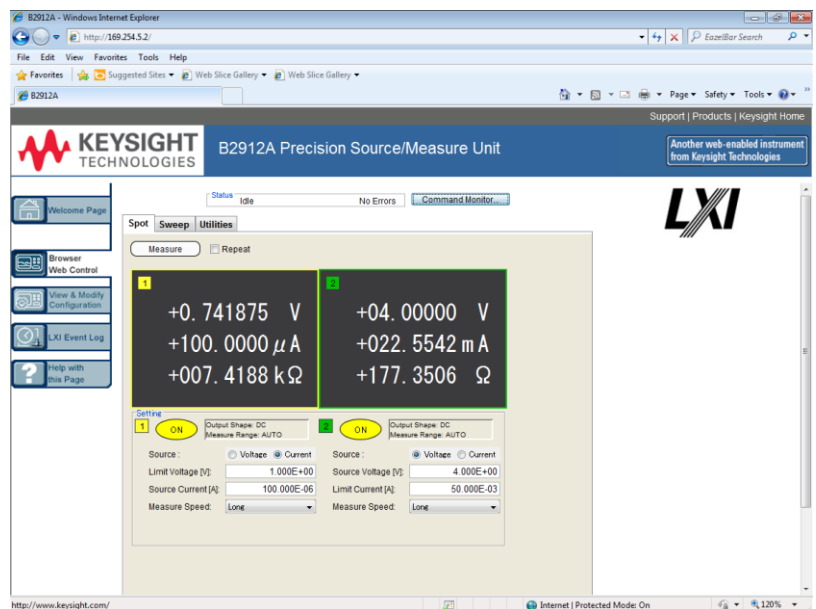 B2912A - Windows Internet Explorer
http://169.254.5.2/
EazelBar Search
File Edit View Favorites Tools Help
Favorites Suggested Sites Web Slice Gallery Web Slice Gallery
B2912A
Page Safety Tools
Support | Products | Keysight Home
KEYSIGHT
TECHNOLOGIES
B2912A Precision Source/Measure Unit
Another web-enabled instrument
from Keysight Technologies
Welcome Page
Browser
Web Control
View & Modify
Configuration
LXI Event Log
Help with
this Page
Status
Idle No Errors Command Monitor...
LXI
Spot Sweep Utilities
Measure Repeat
1 2
+0.741875 V +04.00000 V
+100.0000 μA +022.5542 mA
+007.4188 kΩ +177.3506 Ω
Setting
1 ON Output Shape: DC 2 ON Output Shape: DC
Measure Range: AUTO Measure Range: AUTO
Source : Voltage Current Source : Voltage Current
Limit Voltage [V]: 1.000E+00 Source Voltage [V]: 4.000E+00
Source Current [A]: 100.000E-06 Limit Current [A]: 50.000E-03
Measure Speed: Long Measure Speed: Long
http://www.keysight.com/ Internet | Protected Mode: On 120%